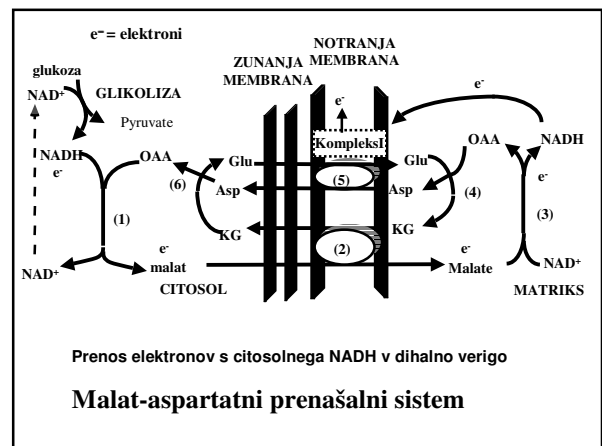 e⁻ = elektroni
NOTRANJA
MEMBRANA
ZUNANJA
MEMBRANA
glukoza
NAD⁺
GLIKOLIZA
Pyruvate
e⁻
e⁻
KompleksI
NADH
e⁻
OAA
(6)
Glu
Asp
(5)
Glu
Asp
(4)
OAA
NADH
e⁻
(1)
KG
(2)
KG
(3)
NAD⁺
e⁻
malat
CITOSOL
e⁻
Malate
NAD⁺
MATRIKS
Prenos elektronov s citosolnega NADH v dihalno verigo
Malat-aspartatni prenašalni sistem